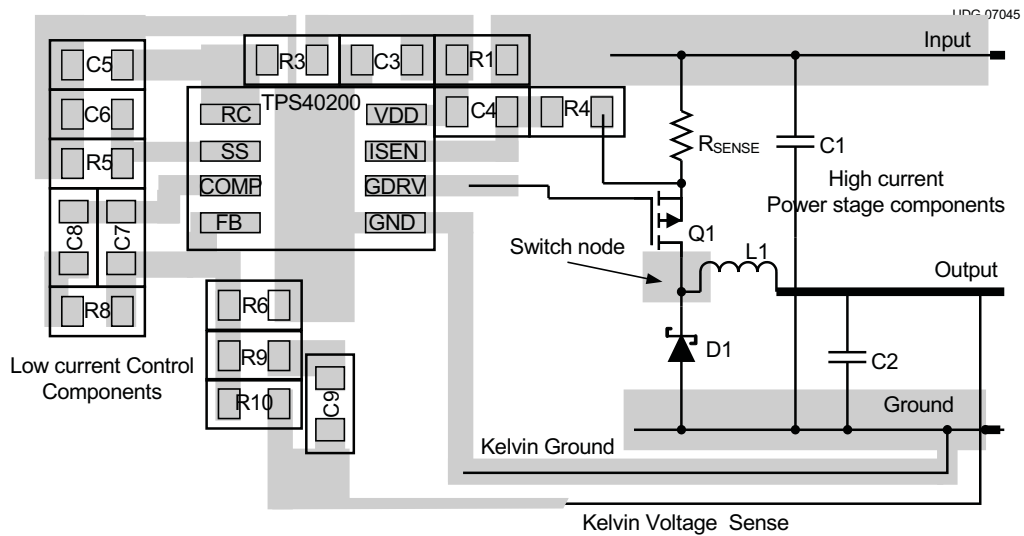 UDG-07045
Input
C5
R3
C3
R1
TPS40200
C6
RC
VDD
C4
R4
RSENSE
C1
R5
SS
ISEN
High current
Power stage components
COMP
GDRV
C8
C7
FB
GND
Q1
Switch node
L1
Output
R8
R6
Low current Control
Components
R9
D1
C2
R10
C9
Ground
Kelvin Ground
Kelvin Voltage Sense